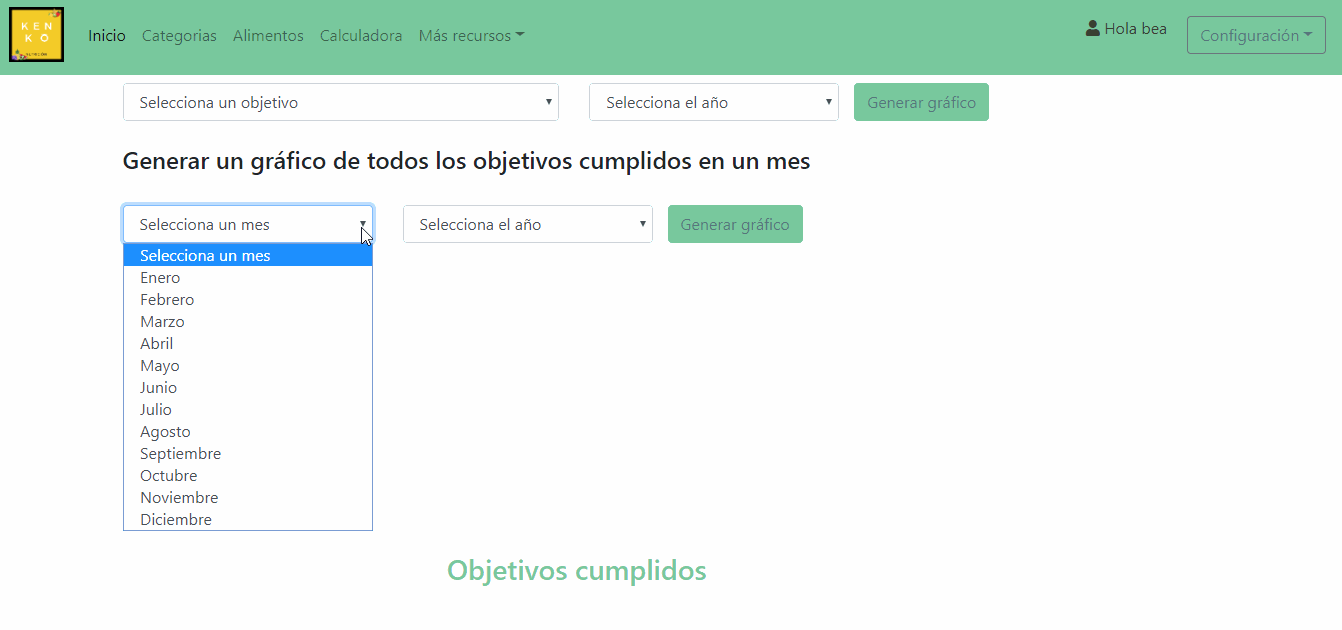 KEN
KO
Inicio Categorias Alimentos Calculadora Más recursos Hola bea Configuración
Selecciona un objetivo Selecciona el año Generar gráfico
Generar un gráfico de todos los objetivos cumplidos en un mes
Selecciona un mes Selecciona el año Generar gráfico
Selecciona un mes
Enero
Febrero
Marzo
Abril
Mayo
Junio
Julio
Agosto
Septiembre
Octubre
Noviembre
Diciembre
Objetivos cumplidos